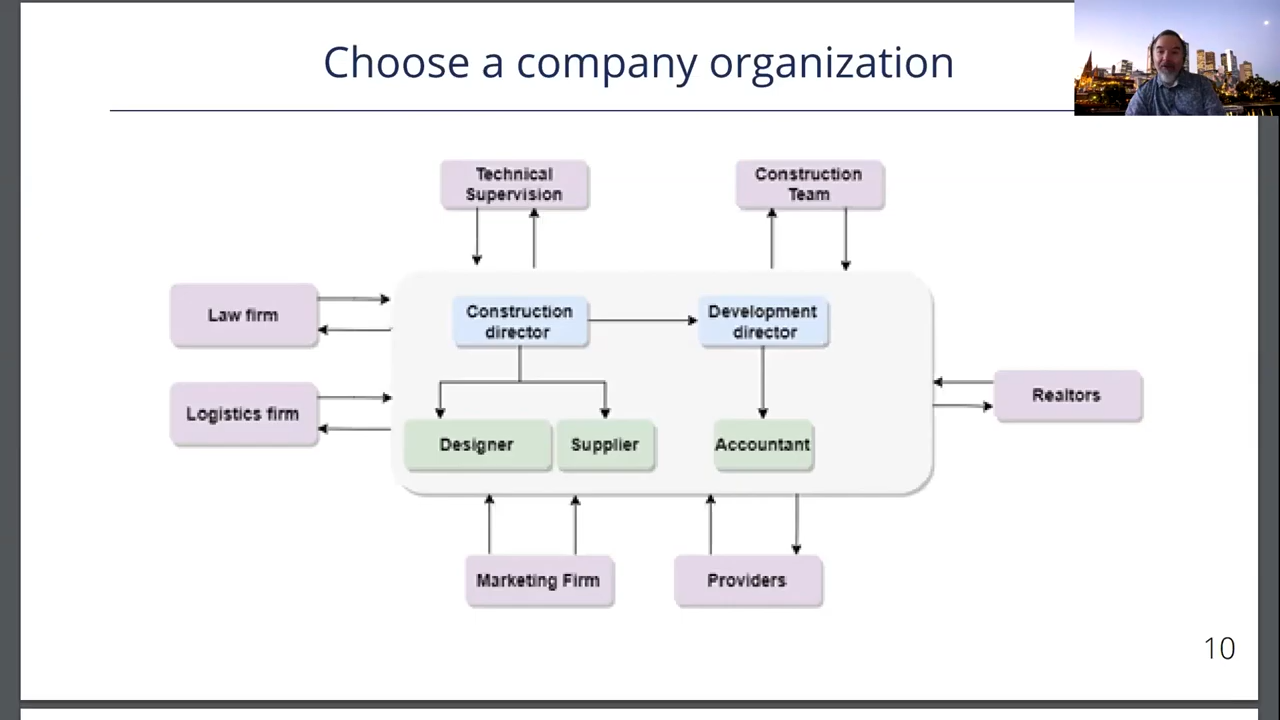 Choose a company organization
Technical
Supervision
Construction
Team
Law firm
Construction
director
Development
director
Logistics firm
Realtors
Designer
Supplier
Accountant
Marketing Firm
Providers
10